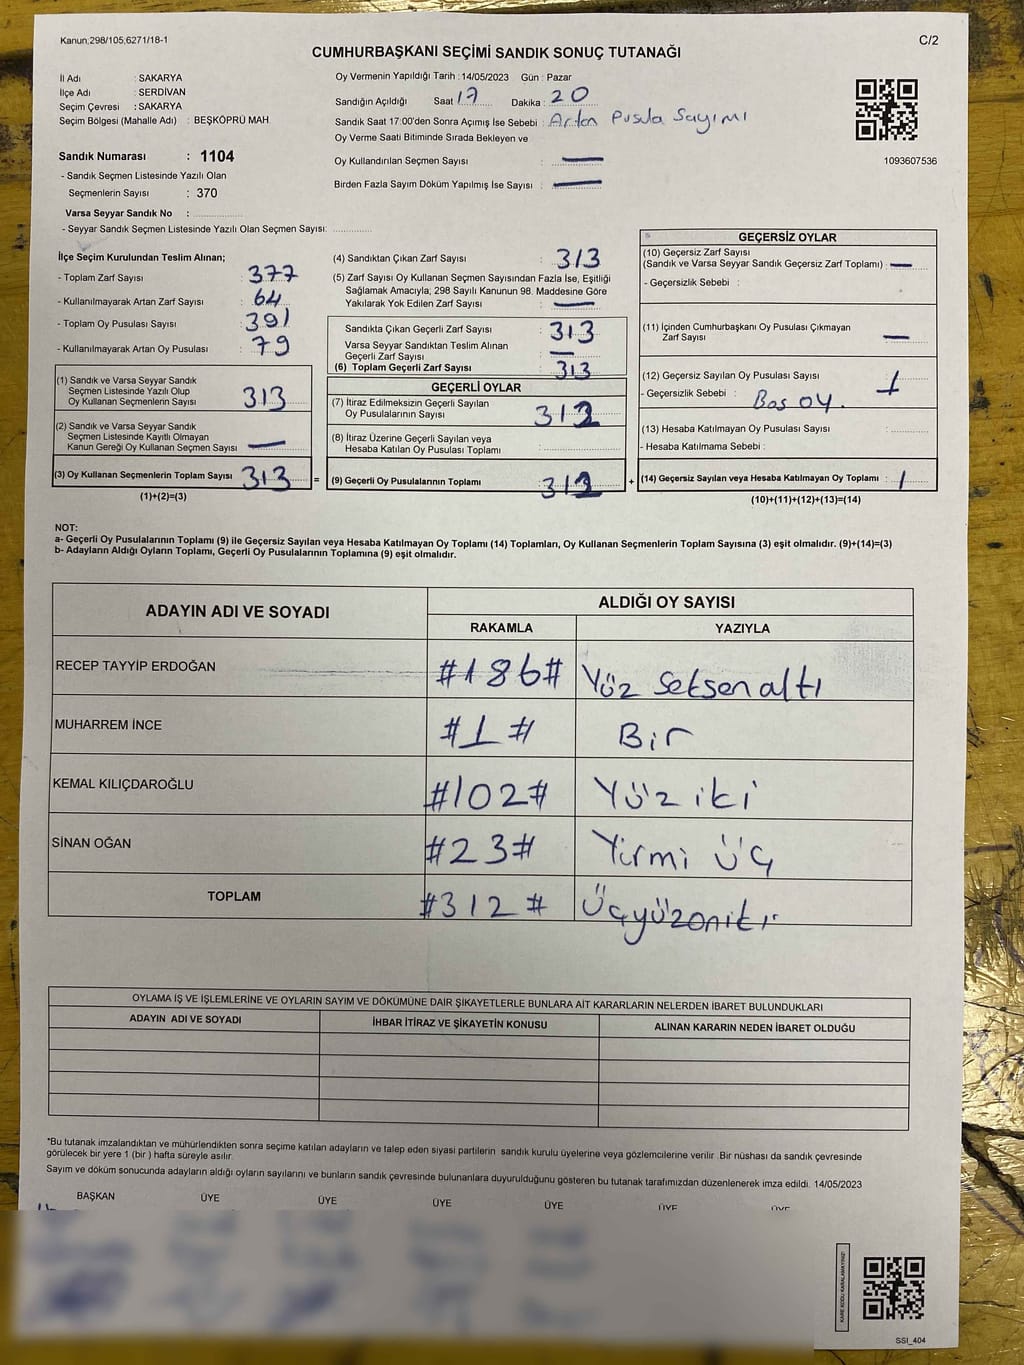 Kanun;298/105,6271/18-1
C/2
CUMHURBAŞKANI SEÇİMİ SANDIK SONUÇ TUTANAĞI
İl Adı : SAKARYA
İlçe Adı : SERDİVAN
Seçim Çevresi : SAKARYA
Seçim Bölgesi (Mahalle Adı) : BEŞKÖPRÜ MAH
Oy Vermenin Yapıldığı Tarih : 14/05/2023 Gün : Pazar
Sandığın Açıldığı Saat 17 Dakika : 20
Sandık Saat 17:00'den Sonra Açımış İse Sebebi : Artan Pusula Sayımı
Oy Verme Saati Bitiminde Sırada Bekleyen ve
Oy Kullandırılan Seçmen Sayısı : —
Birden Fazla Sayım Döküm Yapılmış İse Sayısı : —
1093607536
Sandık Numarası : 1104
- Sandık Seçmen Listesinde Yazılı Olan
Seçmenlerin Sayısı : 370
Varsa Seyyar Sandık No :
- Seyyar Sandık Seçmen Listesinde Yazılı Olan Seçmen Sayısı:
İlçe Seçim Kurulundan Teslim Alınan;
- Toplam Zarf Sayısı : 377
- Kullanılmayarak Artan Zarf Sayısı : 64
- Toplam Oy Pusulası Sayısı : 391
- Kullanılmayarak Artan Oy Pusulası : 79
(1) Sandık ve Varsa Seyyar Sandık
Seçmen Listesinde Yazılı Olup
Oy Kullanan Seçmenlerin Sayısı : 313
(2) Sandık ve Varsa Seyyar Sandık
Seçmen Listesinde Kayıtlı Olmayan
Kanun Gereği Oy Kullanan Seçmen Sayısı : —
(3) Oy Kullanan Seçmenlerin Toplam Sayısı : 313 =
(1)+(2)=(3)
(4) Sandıktan Çıkan Zarf Sayısı : 313
(5) Zarf Sayısı Oy Kullanan Seçmen Sayısından Fazla İse, Eşitliği
Sağlamak Amacıyla; 298 Sayılı Kanunun 98. Maddesine Göre
Yakılarak Yok Edilen Zarf Sayısı : —
Sandıkta Çıkan Geçerli Zarf Sayısı : 313
Varsa Seyyar Sandıktan Teslim Alınan
Geçerli Zarf Sayısı : —
(6) Toplam Geçerli Zarf Sayısı : 313
GEÇERLİ OYLAR
(7) İtiraz Edilmeksizin Geçerli Sayılan
Oy Pusulalarının Sayısı : 312
(8) İtiraz Üzerine Geçerli Sayılan veya
Hesaba Katılan Oy Pusulası Toplamı :
(9) Geçerli Oy Pusulalarının Toplamı : 312 +
GEÇERSİZ OYLAR
(10) Geçersiz Zarf Sayısı
(Sandık ve Varsa Seyyar Sandık Geçersiz Zarf Toplamı) : —
- Geçersizlik Sebebi :
(11) İçinden Cumhurbaşkanı Oy Pusulası Çıkmayan
Zarf Sayısı : —
(12) Geçersiz Sayılan Oy Pusulası Sayısı : 1
- Geçersizlik Sebebi : Boş oy.
(13) Hesaba Katılmayan Oy Pusulası Sayısı :
- Hesaba Katılmama Sebebi :
(14) Geçersiz Sayılan veya Hesaba Katılmayan Oy Toplamı : 1
(10)+(11)+(12)+(13)=(14)
NOT:
a- Geçerli Oy Pusulalarının Toplamı (9) ile Geçersiz Sayılan veya Hesaba Katılmayan Oy Toplamı (14) Toplamları, Oy Kullanan Seçmenlerin Toplam Sayısına (3) eşit olmalıdır. (9)+(14)=(3)
b- Adayların Aldığı Oyların Toplamı, Geçerli Oy Pusulalarının Toplamına (9) eşit olmalıdır.
ADAYIN ADI VE SOYADI
ALDIĞI OY SAYISI
RAKAMLA YAZIYLA
RECEP TAYYİP ERDOĞAN #186# Yüz seksenaltı
MUHARREM İNCE #1# Bir
KEMAL KILIÇDAROĞLU #102# Yüz iki
SİNAN OĞAN #23# Yirmi üç
TOPLAM #312# Üçyüzoniki
OYLAMA İŞ VE İŞLEMLERİNE VE OYLARIN SAYIM VE DÖKÜMÜNE DAİR ŞİKAYETLERLE BUNLARA AİT KARARLARIN NELERDEN İBARET BULUNDUKLARI
ADAYIN ADI VE SOYADI İHBAR İTİRAZ VE ŞİKAYETİN KONUSU ALINAN KARARIN NEDEN İBARET OLDUĞU
*Bu tutanak imzalandıktan ve mühürlendikten sonra seçime katılan adayların ve talep eden siyasi partilerin sandık kurulu üyelerine veya gözlemcilerine verilir .Bir nüshası da sandık çevresinde
görülecek bir yere 1 (bir ) hafta süreyle asılır.
Sayım ve döküm sonucunda adayların aldığı oyların sayılarını ve bunların sandık çevresinde bulunanlara duyurulduğunu gösteren bu tutanak tarafımızdan düzenlenerek imza edildi. 14/05/2023
BAŞKAN ÜYE ÜYE ÜYE ÜYE ÜYE ÜYE
KARE KODU KARALAMAYINIZ!
SSI_404